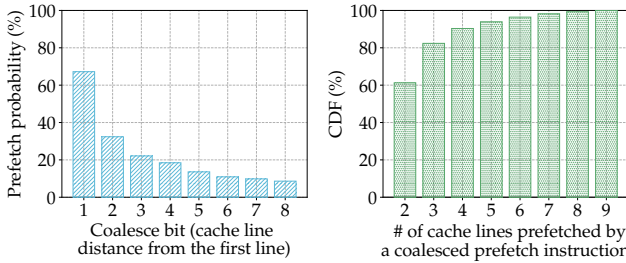 Prefetch probability (%)
100
80
60
40
20
0
1 2 3 4 5 6 7 8
Coalesce bit (cache line
distance from the first line)
CDF (%)
100
80
60
40
20
0
2 3 4 5 6 7 8 9
# of cache lines prefetched by
a coalesced prefetch instruction